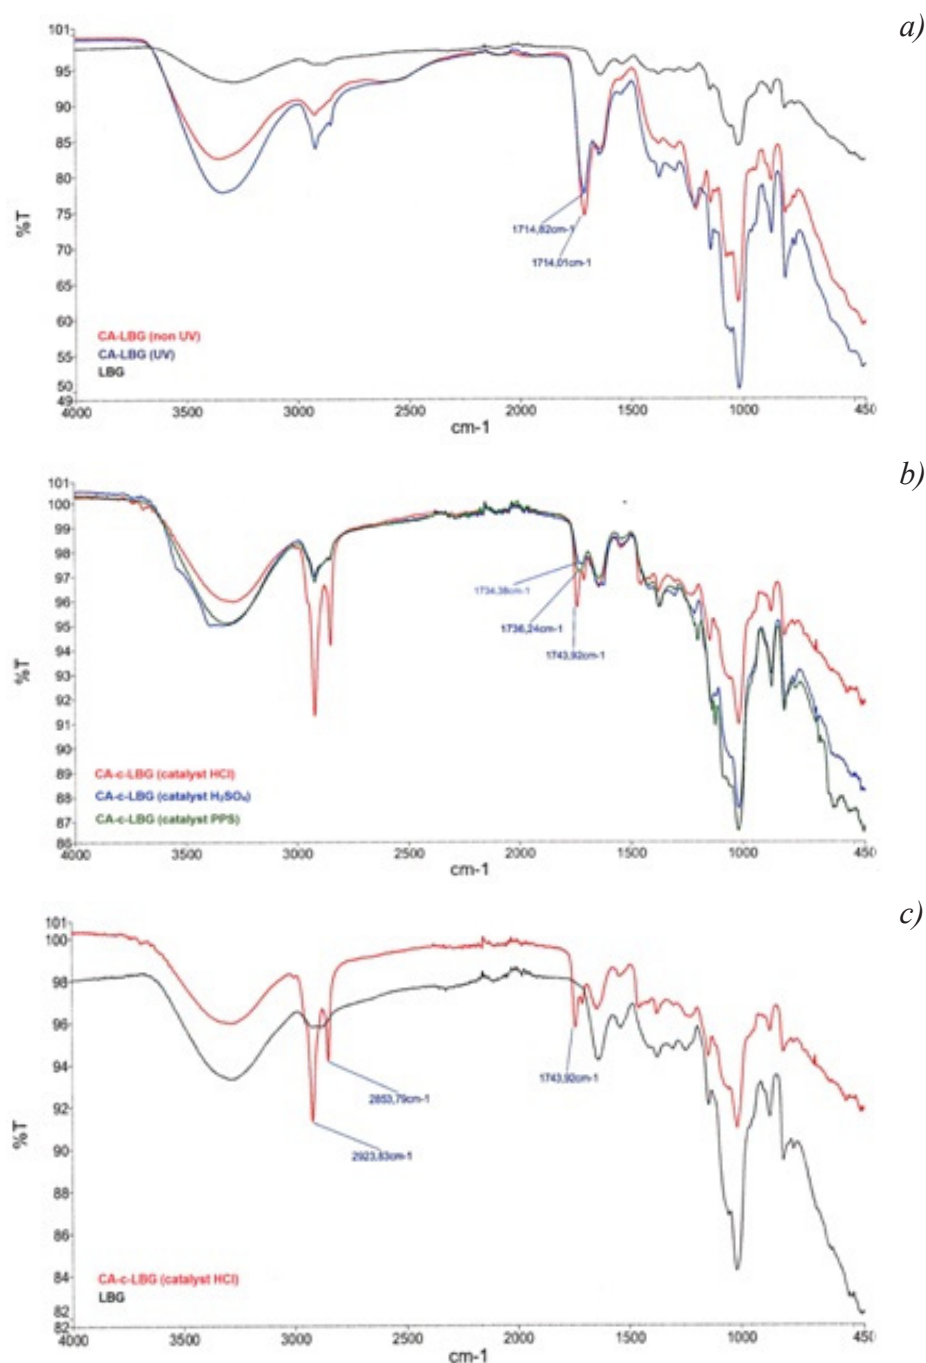 a)
101
95
90
85
80
75
70
65
60
55
50
49
%T
1714,82cm-1
1714,01cm-1
CA-LBG (non UV)
CA-LBG (UV)
LBG
4000 3500 3000 2500 2000 1500 1000 450
cm-1
b)
101
100
99
98
97
96
95
94
93
92
91
90
89
88
87
86
%T
1734,38cm-1
1736,24cm-1
1743,92cm-1
CA-c-LBG (catalyst HCl)
CA-c-LBG (catalyst H₂SO₄)
CA-c-LBG (catalyst PPS)
4000 3500 3000 2500 2000 1500 1000 450
cm-1
c)
101
100
98
96
94
92
90
88
86
84
82
82
%T
1743,92cm-1
2853,79cm-1
2923,83cm-1
CA-c-LBG (catalyst HCl)
LBG
4000 3500 3000 2500 2000 1500 1000 450
cm-1